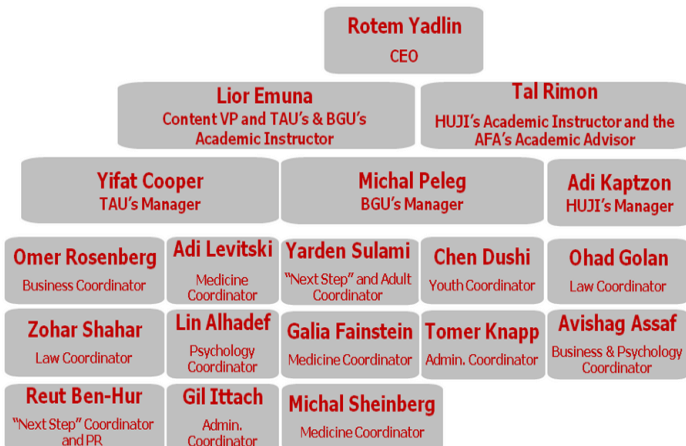 Rotem Yadlin
CEO
Lior Emuna
Content VP and TAU's & BGU's
Academic Instructor
Tal Rimon
HUJI's Academic Instructor and the
AFA's Academic Advisor
Yifat Cooper
TAU's Manager
Michal Peleg
BGU's Manager
Adi Kaptzon
HUJI's Manager
Omer Rosenberg
Business Coordinator
Adi Levitski
Medicine
Coordinator
Yarden Sulami
"Next Step" and Adult
Coordinator
Chen Dushi
Youth Coordinator
Ohad Golan
Law Coordinator
Zohar Shahar
Law Coordinator
Lin Alhadef
Psychology
Coordinator
Galia Fainstein
Medicine Coordinator
Tomer Knapp
Admin. Coordinator
Avishag Assaf
Business & Psychology
Coordinator
Reut Ben-Hur
"Next Step" Coordinator
and PR
Gil Ittach
Admin.
Coordinator
Michal Sheinberg
Medicine Coordinator